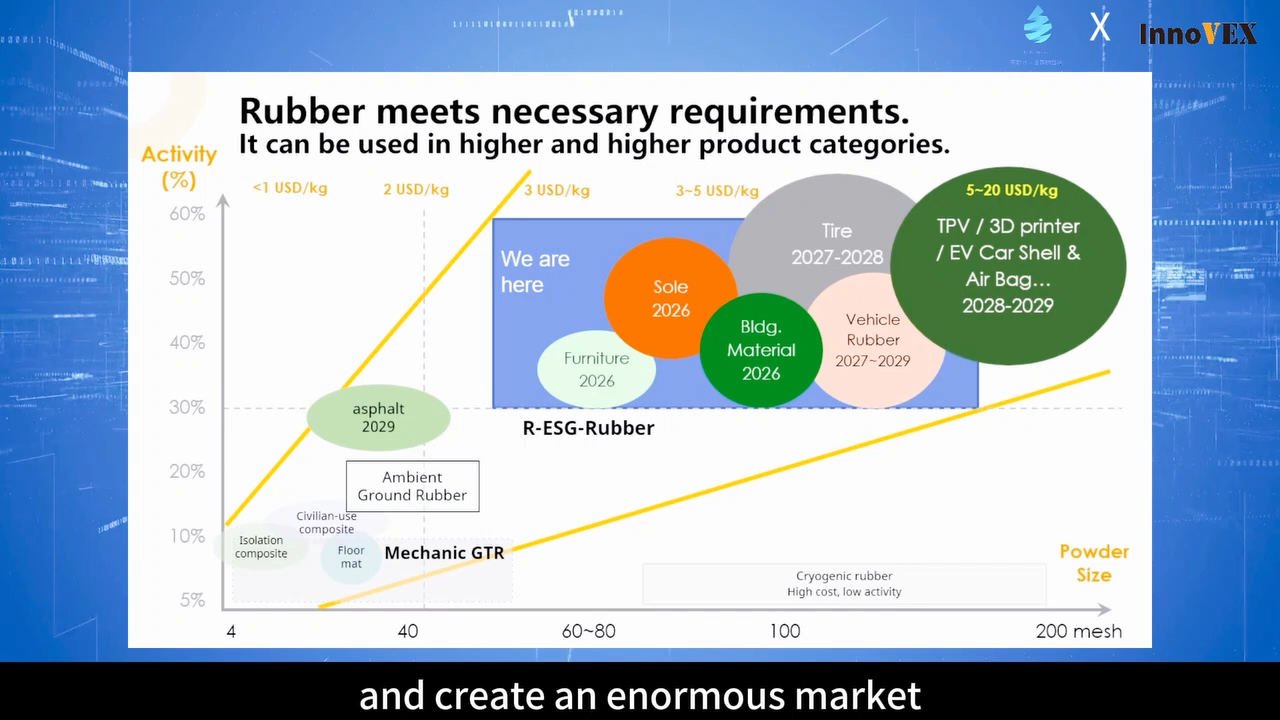 X InnoVEX
Rubber meets necessary requirements.
It can be used in higher and higher product categories.
Activity
(%)
<1 USD/kg
2 USD/kg
3 USD/kg
3~5 USD/kg
5~20 USD/kg
60%
50%
40%
30%
20%
10%
5%
We are
here
Sole
2026
Furniture
2026
Bldg.
Material
2026
Tire
2027-2028
Vehicle
Rubber
2027~2029
TPV / 3D printer
/ EV Car Shell &
Air Bag...
2028-2029
R-ESG-Rubber
asphalt
2029
Ambient
Ground Rubber
Civilian-use
composite
Isolation
composite
Floor
mat
Mechanic GTR
Cryogenic rubber
High cost, low activity
Powder
Size
4
40
60~80
100
200 mesh
and create an enormous market